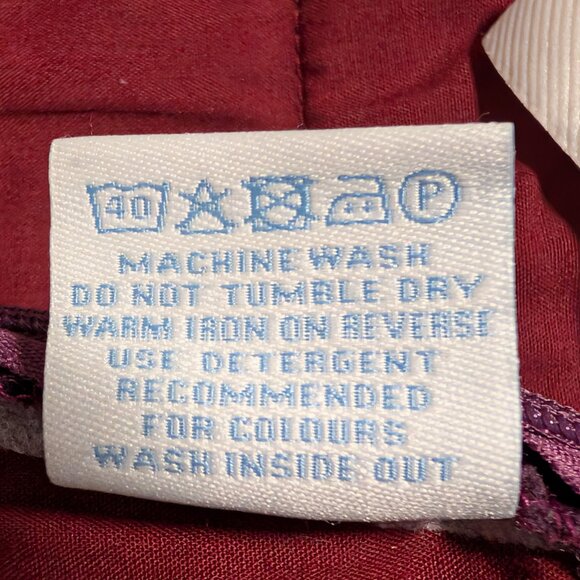 40 P
MACHINE WASH
DO NOT TUMBLE DRY
WARM IRON ON REVERSE
USE DETERGENT
RECOMMENDED
FOR COLOURS
WASH INSIDE OUT